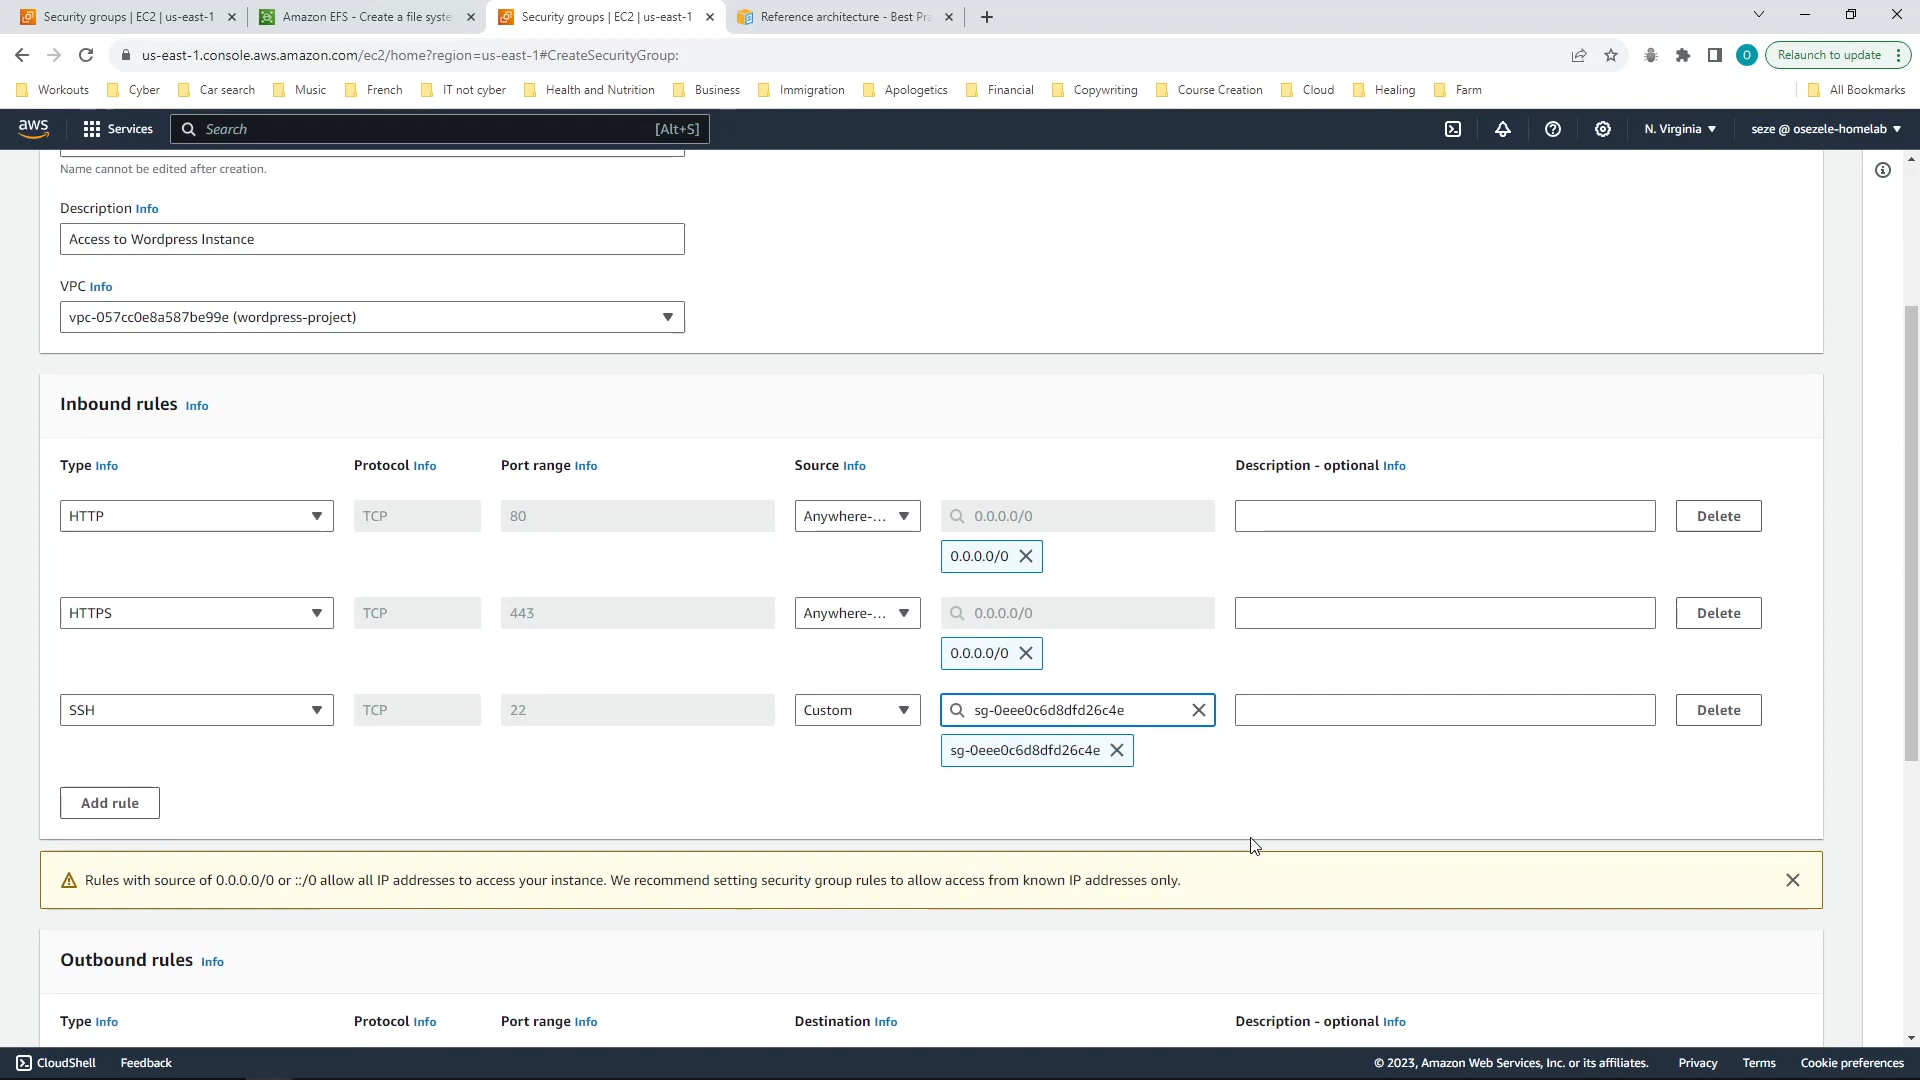 Security groups | EC2 | us-east-1
Amazon EFS - Create a file syste
Security groups | EC2 | us-east-1
Reference architecture - Best Pra
us-east-1.console.aws.amazon.com/ec2/home?region=us-east-1#CreateSecurityGroup:
O
Relaunch to update
Workouts
Cyber
Car search
Music
French
IT not cyber
Health and Nutrition
Business
Immigration
Apologetics
Financial
Copywriting
Course Creation
Cloud
Healing
Farm
All Bookmarks
aws
Services
Search
[Alt+S]
N. Virginia
seze @ osezele-homelab
Name cannot be edited after creation.
Description Info
Access to Wordpress Instance
VPC Info
vpc-057cc0e8a587be99e (wordpress-project)
Inbound rules Info
Type Info
Protocol Info
Port range Info
Source Info
Description - optional Info
HTTP
TCP
80
Anywhere-...
0.0.0.0/0
Delete
0.0.0.0/0
HTTPS
TCP
443
Anywhere-...
0.0.0.0/0
Delete
0.0.0.0/0
SSH
TCP
22
Custom
sg-0eee0c6d8dfd26c4e
Delete
sg-0eee0c6d8dfd26c4e
Add rule
Rules with source of 0.0.0.0/0 or ::/0 allow all IP addresses to access your instance. We recommend setting security group rules to allow access from known IP addresses only.
Outbound rules Info
Type Info
Protocol Info
Port range Info
Destination Info
Description - optional Info
CloudShell
Feedback
© 2023, Amazon Web Services, Inc. or its affiliates.
Privacy
Terms
Cookie preferences